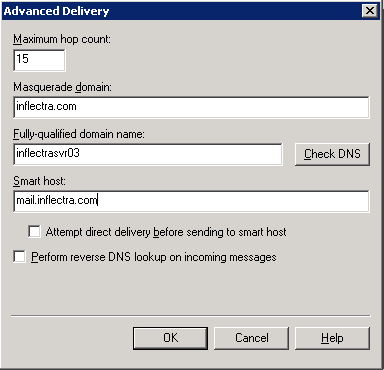 Advanced Delivery
Maximum hop count:
15
Masquerade domain:
inflectra.com
Fully-qualified domain name:
inflectrasvr03
Check DNS
Smart host:
mail.inflectra.com
Attempt direct delivery before sending to smart host
Perform reverse DNS lookup on incoming messages
OK
Cancel
Help